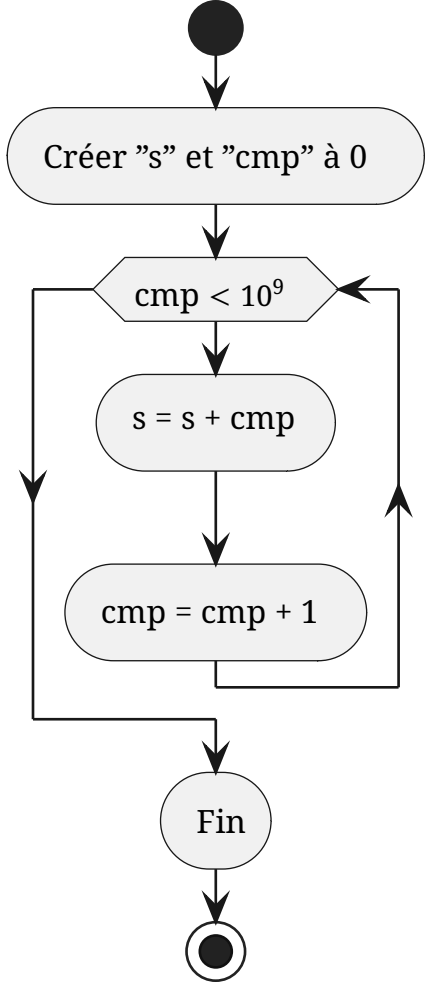 Créer ”s” et ”cmp” à 0
cmp < 10⁹
s = s + cmp
cmp = cmp + 1
Fin